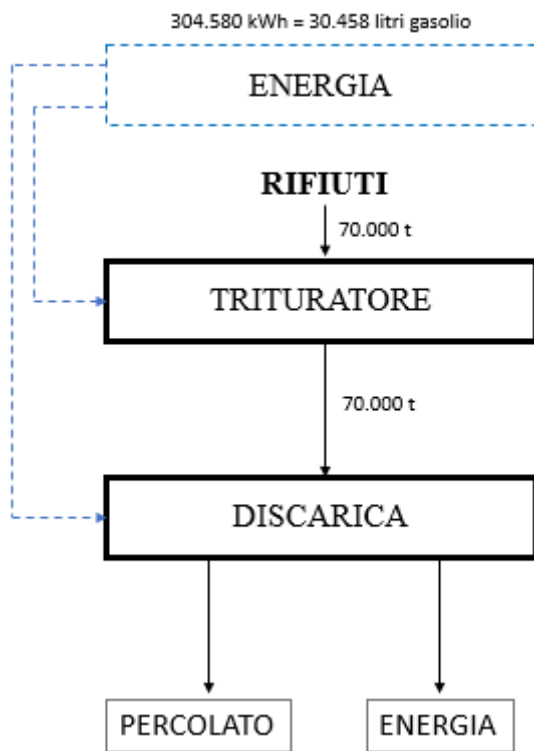 304.580 kWh = 30.458 litri gasolio
ENERGIA
RIFIUTI
70.000 t
TRITURATORE
70.000 t
DISCARICA
PERCOLATO
ENERGIA